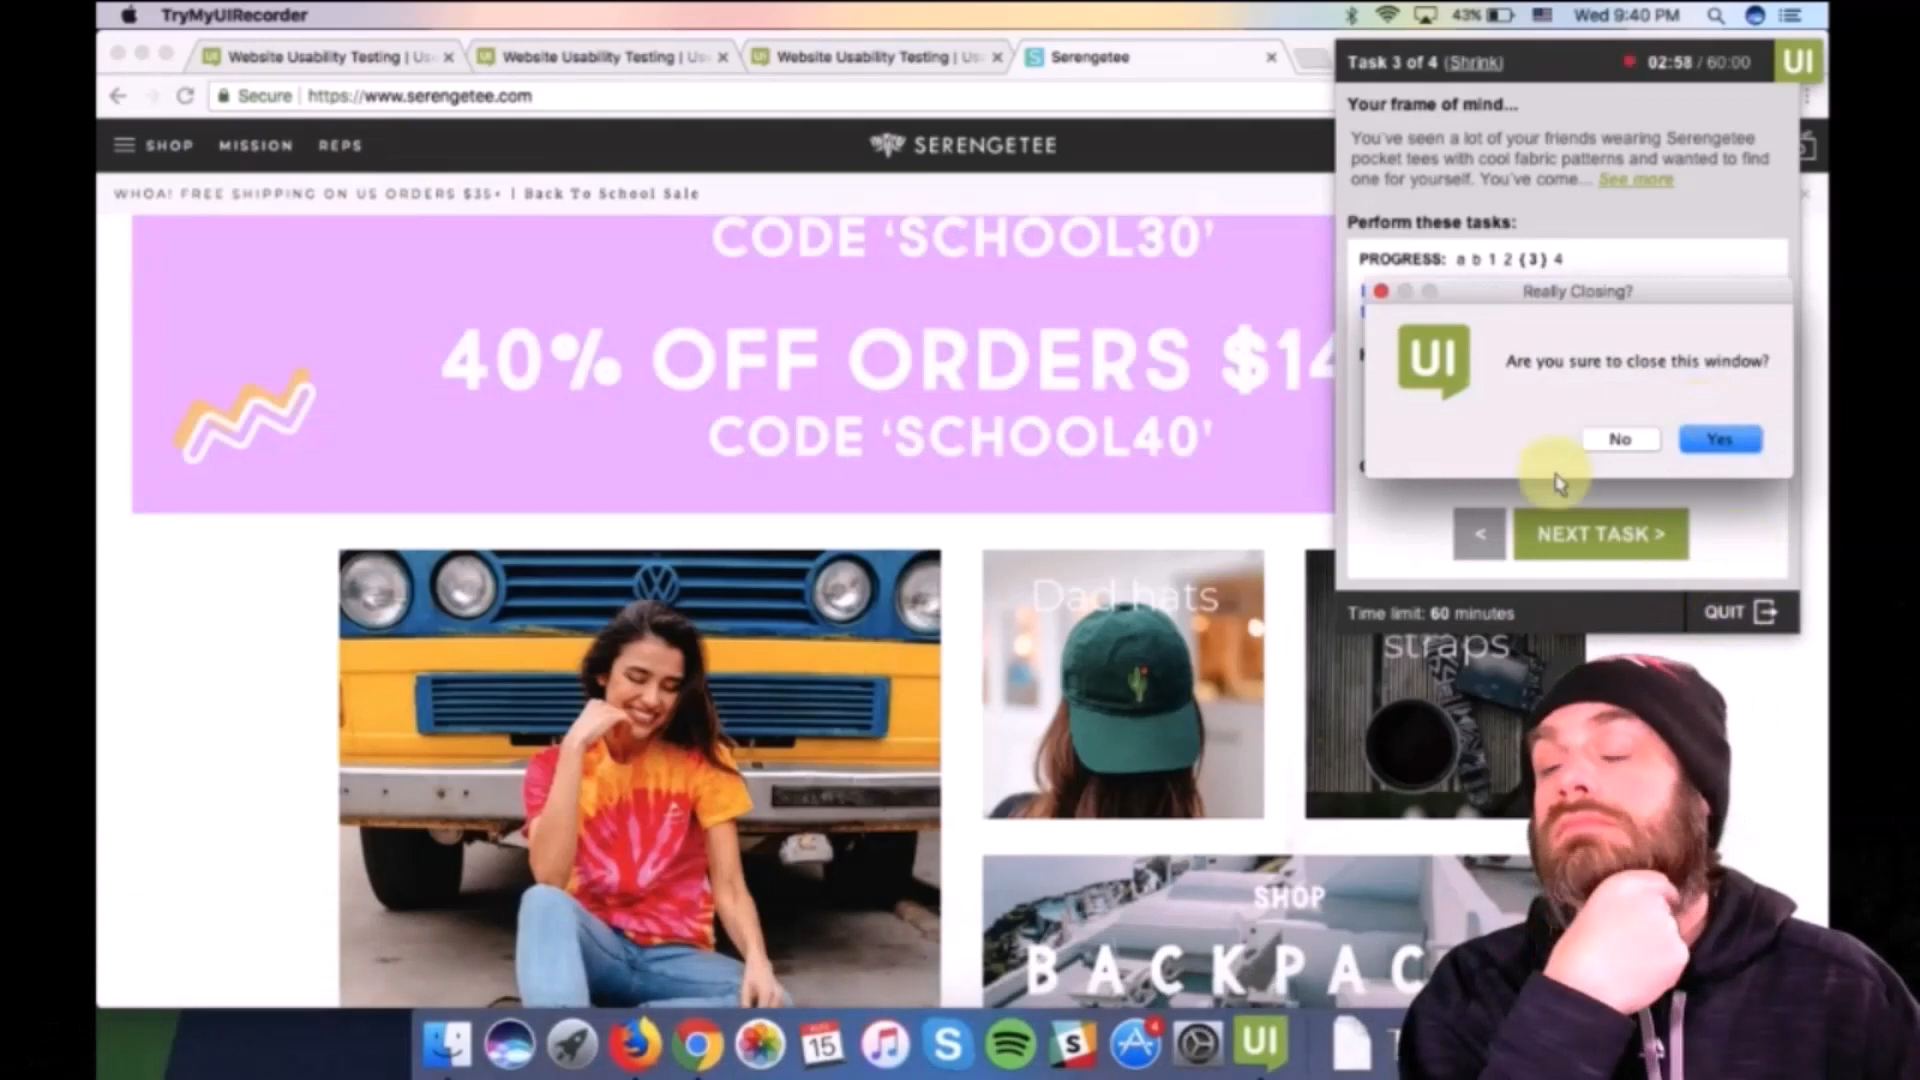 TryMyUIRecorder
43%
Wed 9:40 PM
Website Usability Testing | Us
Website Usability Testing | Us
Website Usability Testing | Us
Serengetee
Secure
https://www.serengetee.com
SHOP MISSION REPS
SERENGETEE
WHOA! FREE SHIPPING ON US ORDERS $35+ | Back To School Sale
CODE ‘SCHOOL30’
40% OFF ORDERS $14
CODE ‘SCHOOL40’
Dad hats
straps
SHOP
BACKPAC
Task 3 of 4 (Shrink)
02:58 / 60:00
UI
Your frame of mind...
You've seen a lot of your friends wearing Serengetee
pocket tees with cool fabric patterns and wanted to find
one for yourself. You've come... See more
Perform these tasks:
PROGRESS: a b 1 2 {3} 4
Really Closing?
UI
Are you sure to close this window?
No
Yes
<
NEXT TASK >
Time limit: 60 minutes
QUIT
15
4
UI